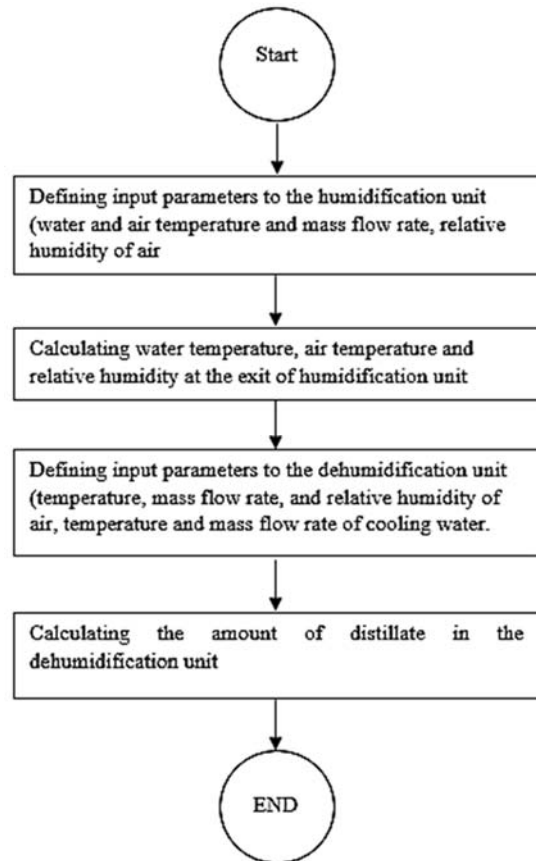 Start
Defining input parameters to the humidification unit
(water and air temperature and mass flow rate, relative
humidity of air
Calculating water temperature, air temperature and
relative humidity at the exit of humidification unit
Defining input parameters to the dehumidification unit
(temperature, mass flow rate, and relative humidity of
air, temperature and mass flow rate of cooling water.
Calculating the amount of distillate in the
dehumidification unit
END